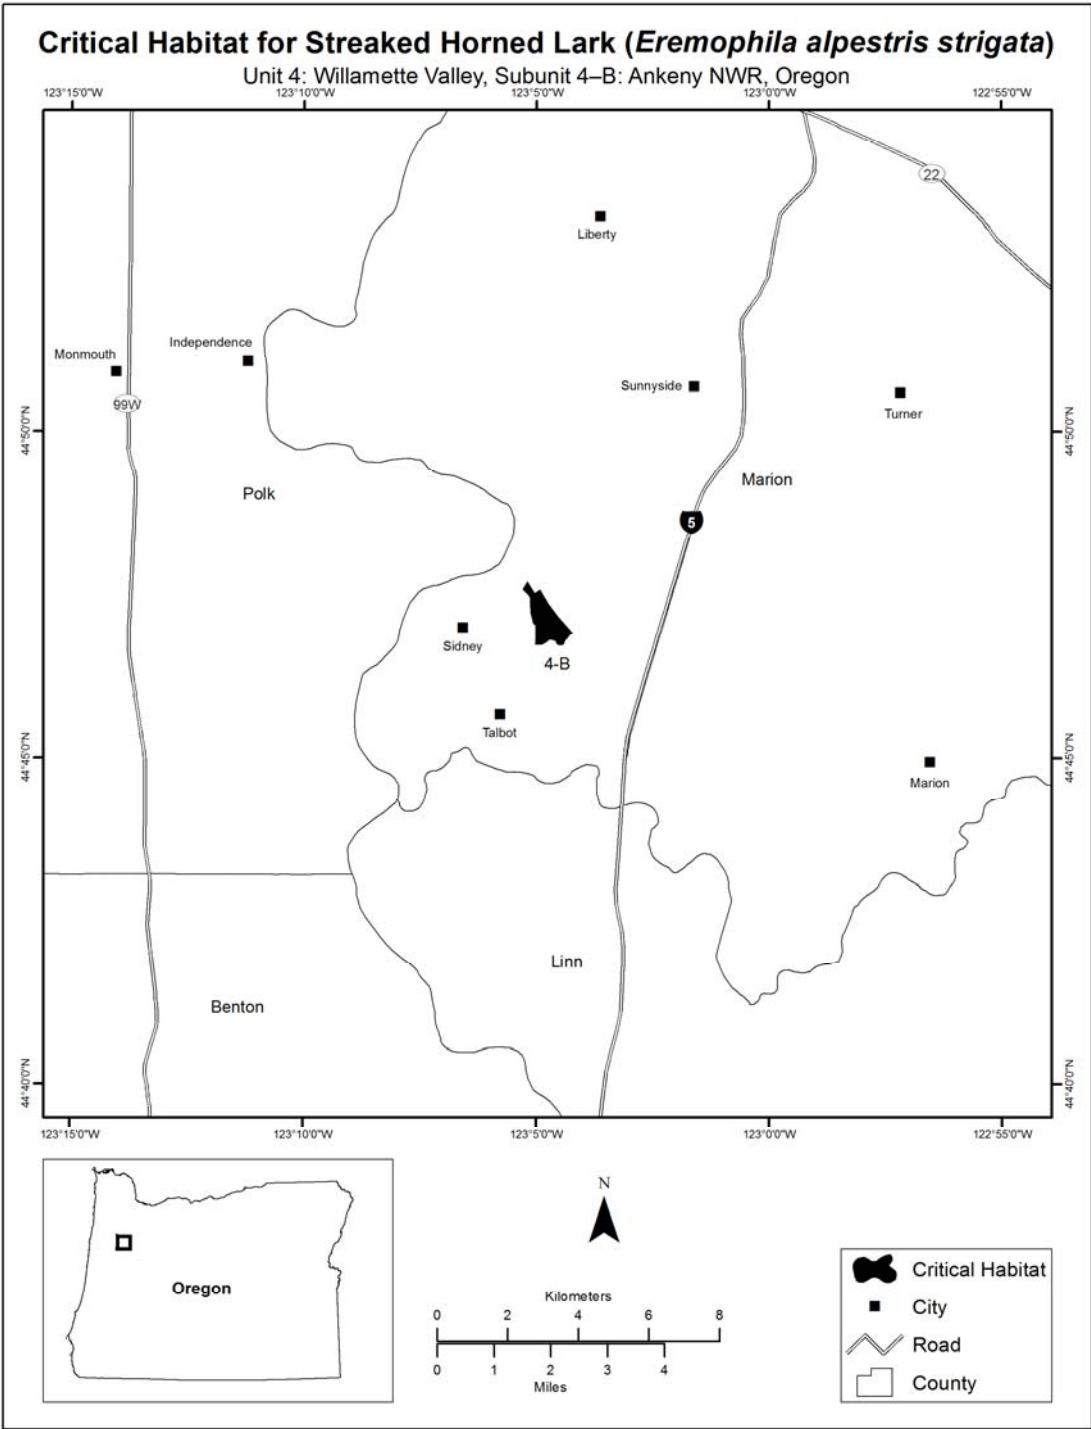 Critical Habitat for Streaked Horned Lark (Eremophila alpestris strigata)
Unit 4: Willamette Valley, Subunit 4–B: Ankeny NWR, Oregon
123°15'0"W
123°10'0"W
123°5'0"W
123°0'0"W
122°55'0"W
22
Liberty
Independence
Monmouth
99W
Sunnyside
Turner
44°50'0"N
44°50'0"N
Polk
Marion
5
Sidney
4-B
Talbot
44°45'0"N
44°45'0"N
Marion
Linn
Benton
44°40'0"N
44°40'0"N
123°15'0"W
123°10'0"W
123°5'0"W
123°0'0"W
122°55'0"W
Oregon
N
Kilometers
0 2 4 6 8
0 1 2 3 4
Miles
Critical Habitat
City
Road
County